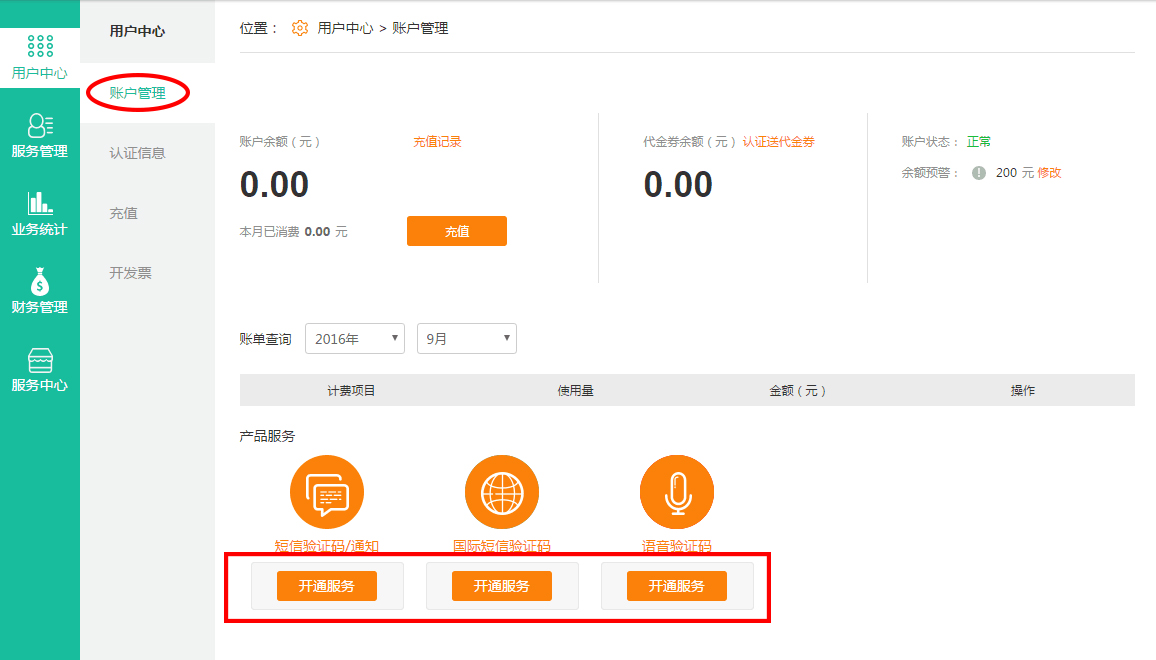 用户中心
服务管理
业务统计
财务管理
服务中心
用户中心
账户管理
认证信息
充值
开发票
位置： 用户中心 > 账户管理
账户余额（元） 充值记录
0.00
本月已消费 0.00 元 充值
代金券余额（元）认证送代金券
0.00
账户状态： 正常
余额预警： ! 200 元 修改
账单查询 2016年 9月
计费项目 使用量 金额（元） 操作
产品服务
短信验证码/通知 国际短信验证码 语音验证码
开通服务 开通服务 开通服务